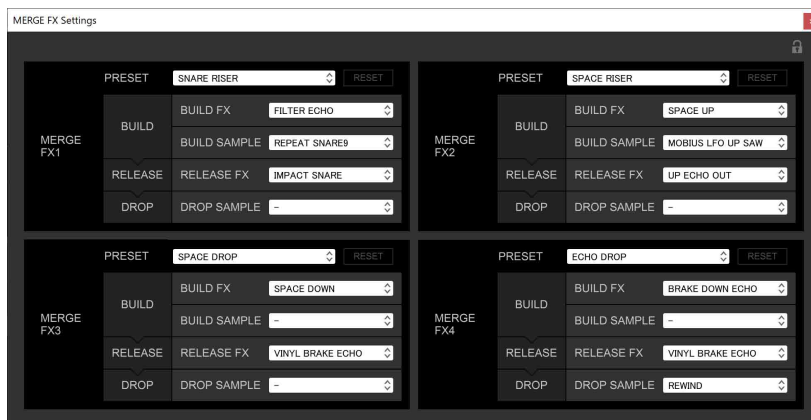 MERGE FX Settings
PRESET SNARE RISER RESET
MERGE FX1
BUILD
BUILD FX FILTER ECHO
BUILD SAMPLE REPEAT SNARE9
RELEASE RELEASE FX IMPACT SNARE
DROP DROP SAMPLE –
PRESET SPACE RISER RESET
MERGE FX2
BUILD
BUILD FX SPACE UP
BUILD SAMPLE MOBIUS LFO UP SAW
RELEASE RELEASE FX UP ECHO OUT
DROP DROP SAMPLE –
PRESET SPACE DROP RESET
MERGE FX3
BUILD
BUILD FX SPACE DOWN
BUILD SAMPLE –
RELEASE RELEASE FX VINYL BRAKE ECHO
DROP DROP SAMPLE –
PRESET ECHO DROP RESET
MERGE FX4
BUILD
BUILD FX BRAKE DOWN ECHO
BUILD SAMPLE –
RELEASE RELEASE FX VINYL BRAKE ECHO
DROP DROP SAMPLE REWIND